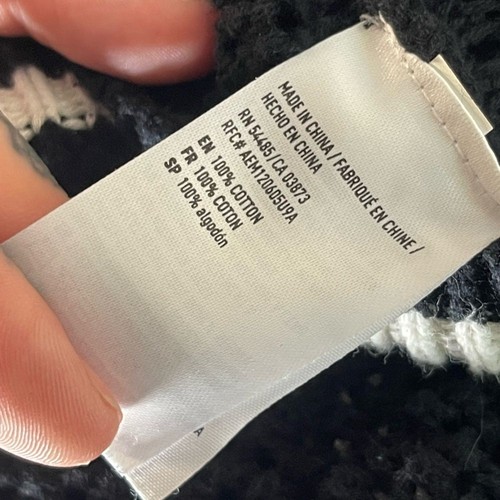 MADE IN CHINA / FABRIQUÉ EN CHINE /
HECHO EN CHINA
RN 54485/CA 03873
RFC# AEM120605U9A
EN 100% COTTON
FR 100% COTON
SP 100% algodón
A